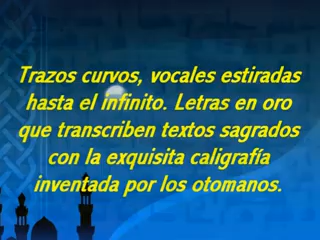 Trazos curvos, vocales estiradas
hasta el infinito. Letras en oro
que transcriben textos sagrados
con la exquisita caligrafía
inventada por los otomanos.